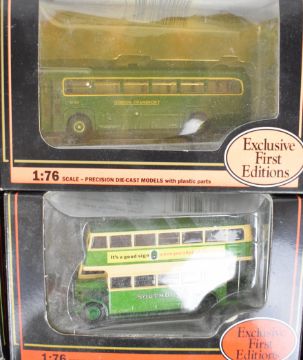 LONDON TRANSPORT
Exclusive
First
Editions
1:76 SCALE – PRECISION DIE-CAST MODELS with plastic parts
It's a good sign
SOUTHDOWN
Exclusive
First
Editions
1:76